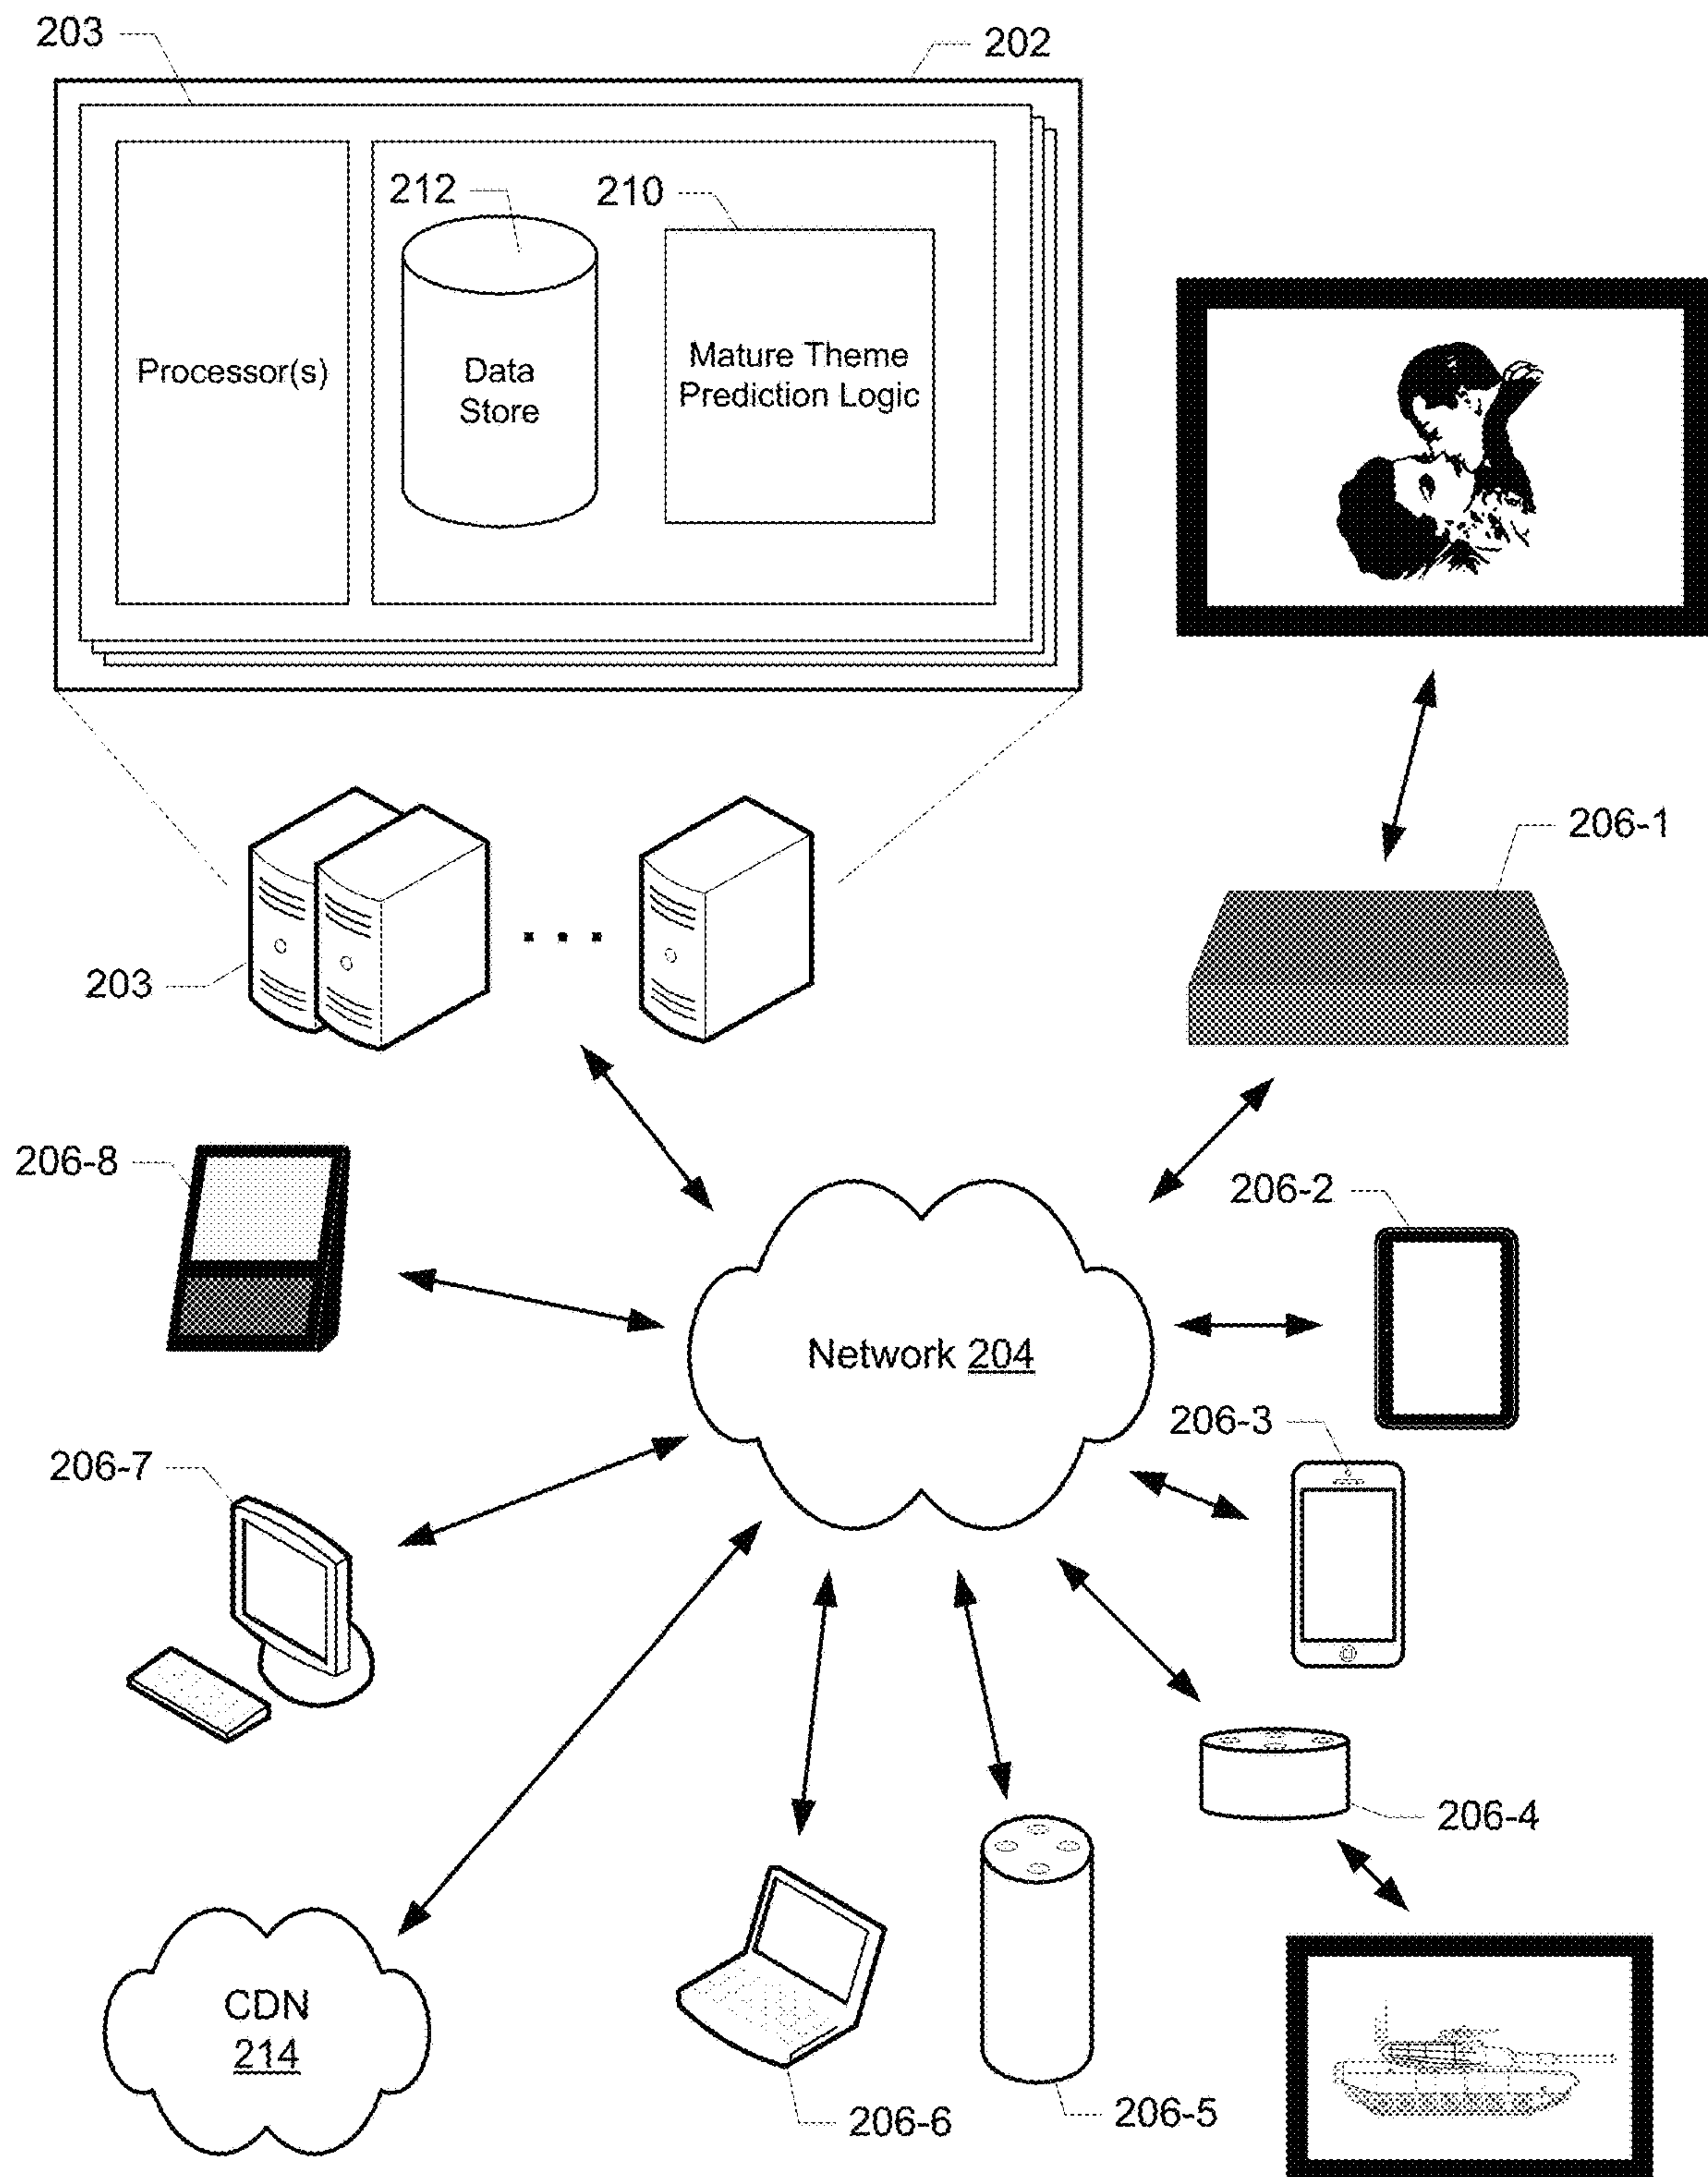 203
202
212
210
Processor(s)
Data
Store
Mature Theme
Prediction Logic
206-1
203
206-8
206-2
Network 204
206-3
206-7
206-4
CDN
214
206-6
206-5